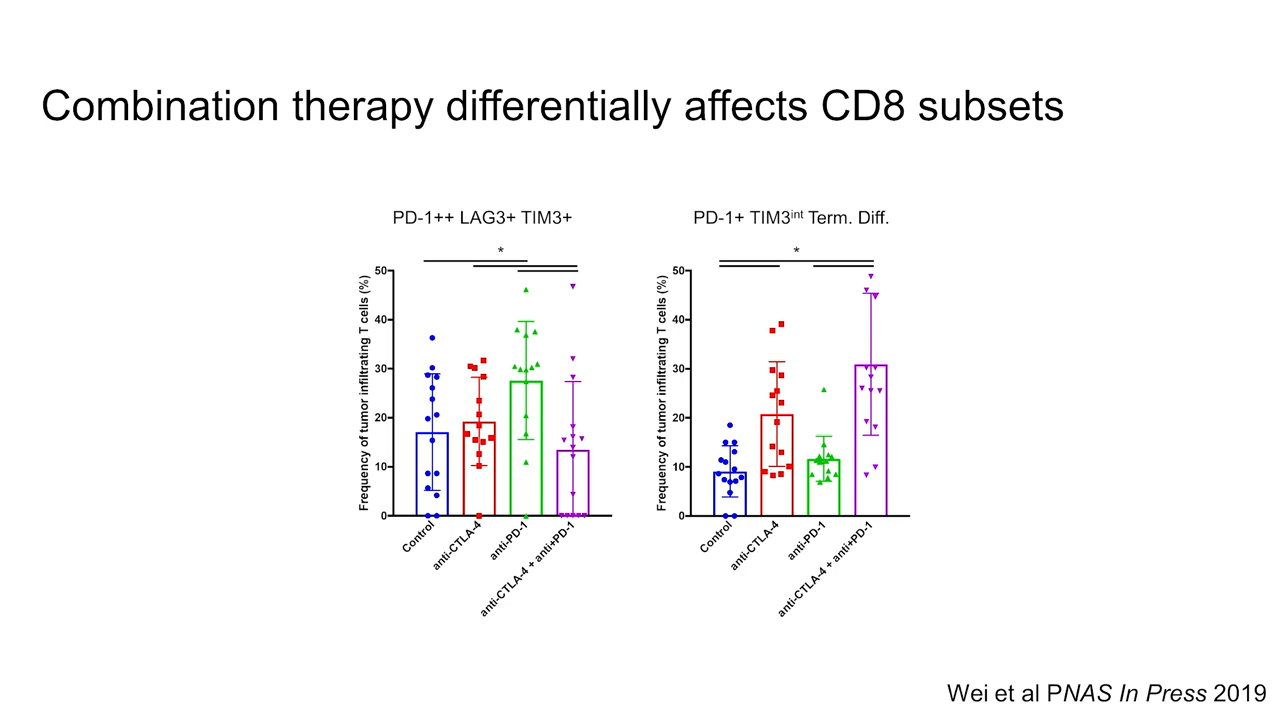 Combination therapy differentially affects CD8 subsets
PD-1++ LAG3+ TIM3+
*
Frequency of tumor infiltrating T cells (%)
50
40
30
20
10
0
Control
anti-CTLA-4
anti-PD-1
anti-CTLA-4 + anti+PD-1
PD-1+ TIM3int Term. Diff.
*
Frequency of tumor infiltrating T cells (%)
50
40
30
20
10
0
Control
anti-CTLA-4
anti-PD-1
anti-CTLA-4 + anti+PD-1
Wei et al PNAS In Press 2019